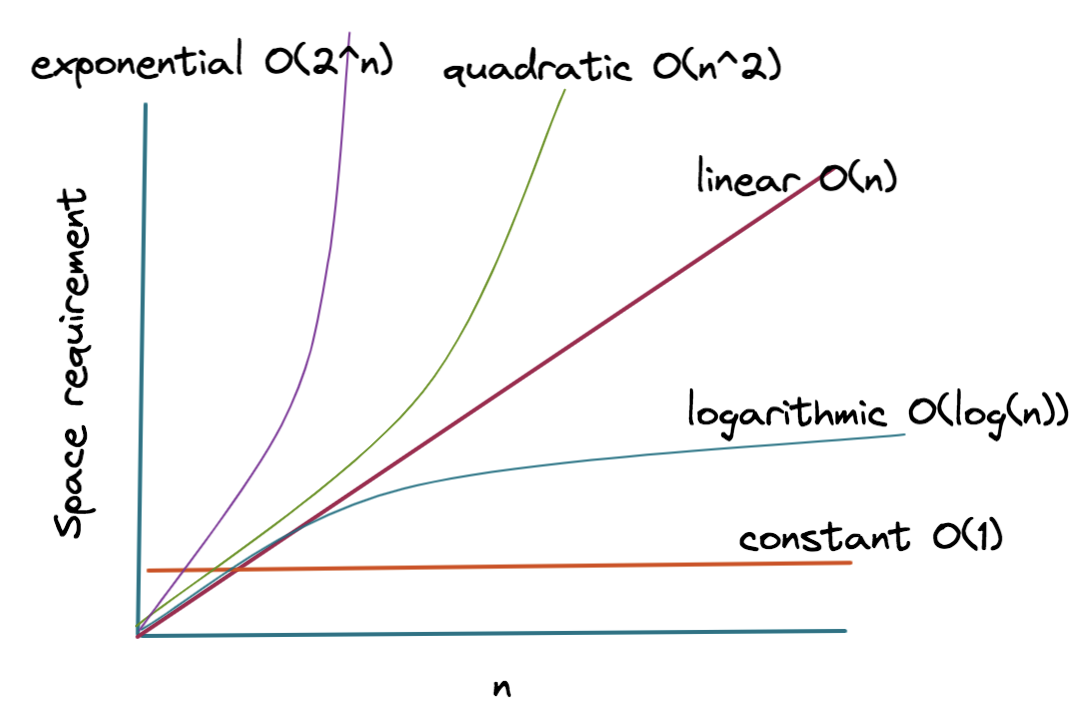 exponential O(2^n)
quadratic O(n^2)
linear O(n)
Space requirement
logarithmic O(log(n))
constant O(1)
n